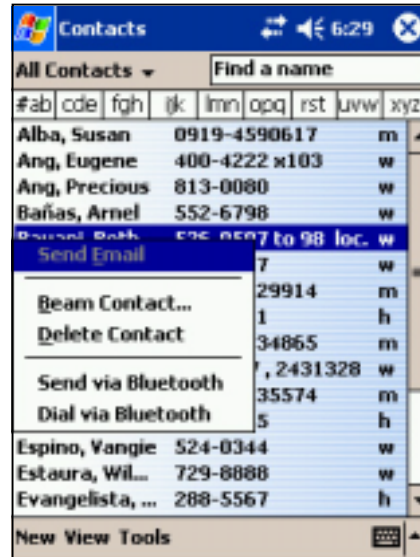 Contacts 6:29
All Contacts Find a name
#ab cde fgh ijk lmn opq rst uvw xyz
Alba, Susan 0919-4590617 m
Ang, Eugene 400-4222 x103 w
Ang, Precious 813-0080 w
Bañas, Arnel 552-6798 w
to 98 loc. w
Send Email
7 w
29914 m
Beam Contact...
1 h
Delete Contact
34865 m
, 2431328 w
Send via Bluetooth
35574 m
Dial via Bluetooth
5 h
Espino, Vangie 524-0344 w
Estaura, Wil... 729-8888 w
Evangelista, ... 288-5567 h
New View Tools